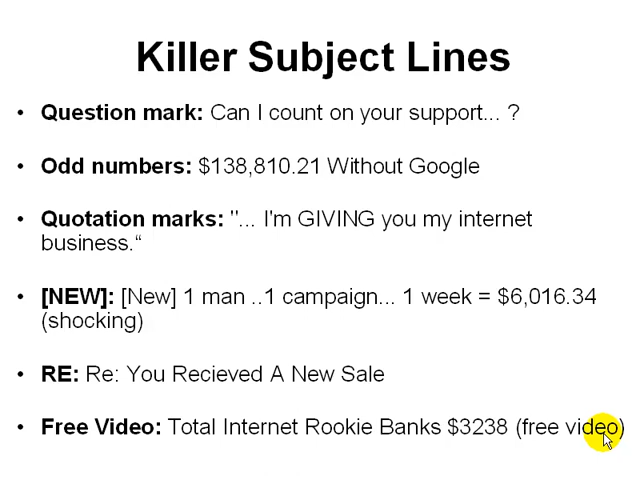 Killer Subject Lines
• Question mark: Can I count on your support... ?
• Odd numbers: $138,810.21 Without Google
• Quotation marks: "... I'm GIVING you my internet
business.“
• [NEW]: [New] 1 man ..1 campaign... 1 week = $6,016.34
(shocking)
• RE: Re: You Recieved A New Sale
• Free Video: Total Internet Rookie Banks $3238 (free video)